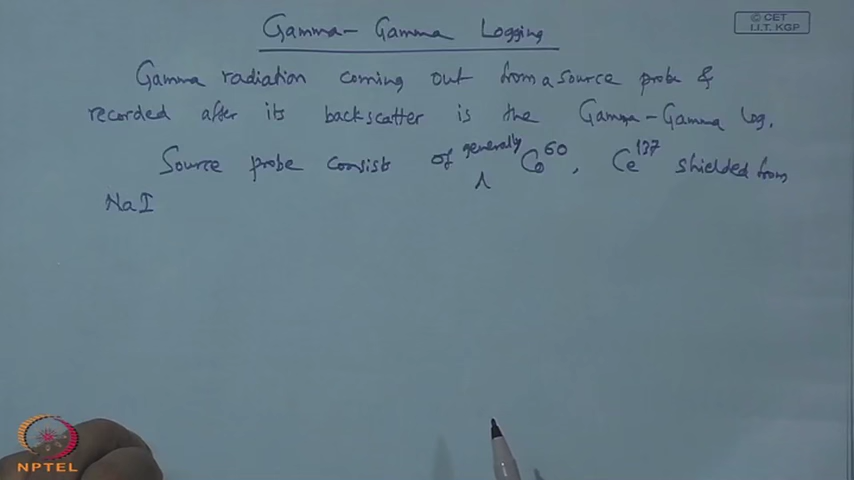 Gamma-Gamma Logging
© CET
I.I.T. KGP
Gamma radiation coming out from a source probe &
recorded after its backscatter is the Gamma-Gamma log.
Source probe consists of generally Co⁶⁰, Ce¹³⁷ shielded from
NaI
NPTEL